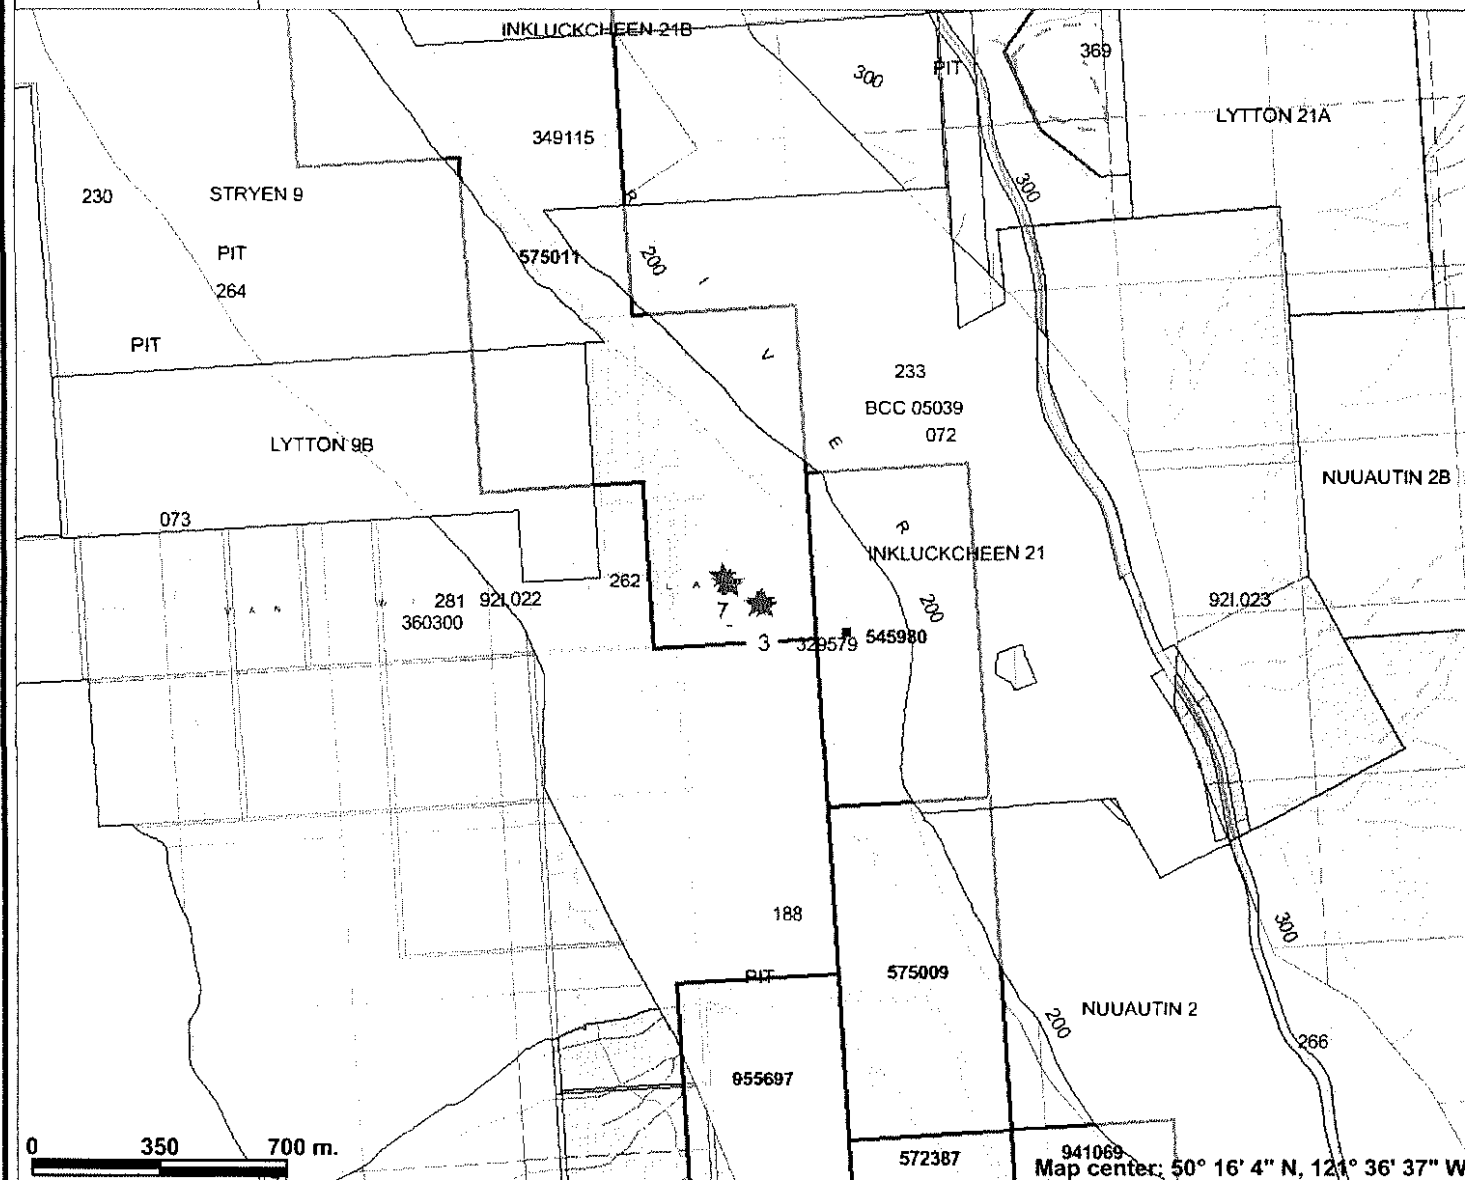 INKLUCKCHEEN 21B
369
300
PIT
LYTTON 21A
349115
230
STRYEN 9
300
R
PIT
575011
200
I
264
PIT
V
233
BCC 05039
072
E
LYTTON 9B
NUUAUTIN 2B
073
R
INKLUCKCHEEN 21
262
L A
281
92I.022
200
92I.023
7
360300
3
329579
545980
188
300
PIT
575009
NUUAUTIN 2
200
266
955697
0 350 700 m.
572387
941069
Map center: 50° 16' 4" N, 121° 36' 37" W